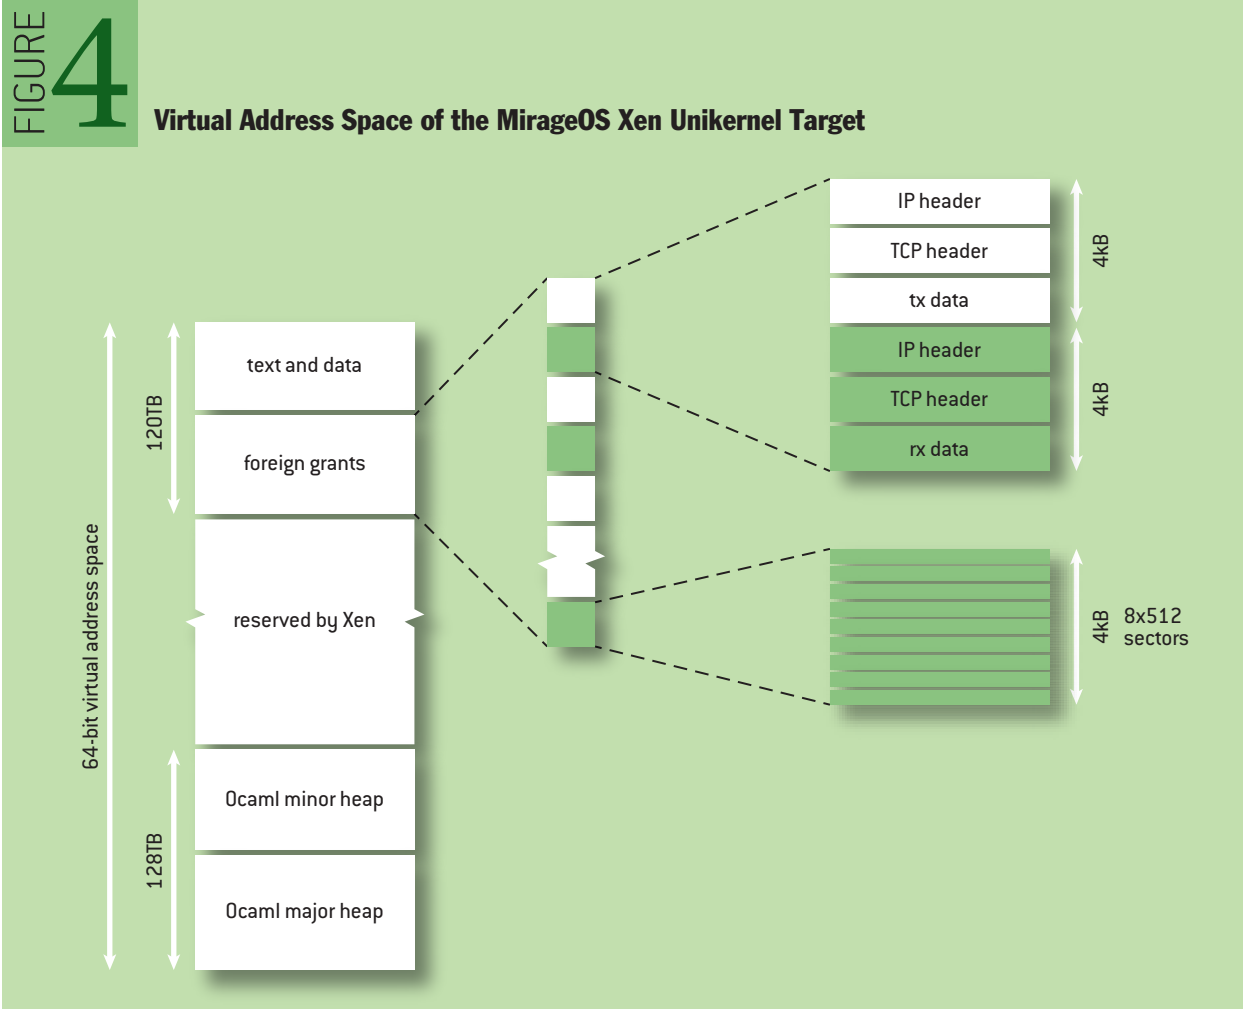 FIGURE
4
Virtual Address Space of the MirageOS Xen Unikernel Target
64-bit virtual address space
120TB
128TB
text and data
foreign grants
reserved by Xen
Ocaml minor heap
Ocaml major heap
IP header
TCP header
tx data
IP header
TCP header
rx data
4kB
4kB
4kB
8x512
sectors